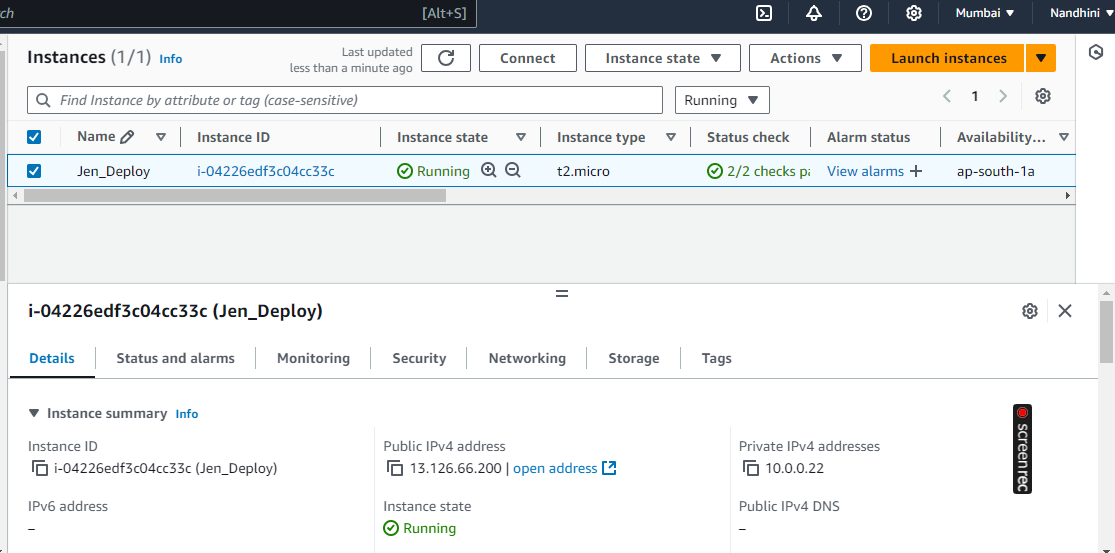 rch [Alt+S] Mumbai ▼ Nandhini ▼
Instances (1/1) Info
Last updated
less than a minute ago
Connect Instance state ▼ Actions ▼ Launch instances ▼
Find Instance by attribute or tag (case-sensitive) Running ▼ 1
Name Instance ID Instance state Instance type Status check Alarm status Availability...
Jen_Deploy i-04226edf3c04cc33c Running t2.micro 2/2 checks pa View alarms + ap-south-1a
i-04226edf3c04cc33c (Jen_Deploy)
Details Status and alarms Monitoring Security Networking Storage Tags
▼ Instance summary Info
Instance ID Public IPv4 address Private IPv4 addresses
i-04226edf3c04cc33c (Jen_Deploy) 13.126.66.200 | open address 10.0.0.22
IPv6 address Instance state Public IPv4 DNS
– Running –
screenrec